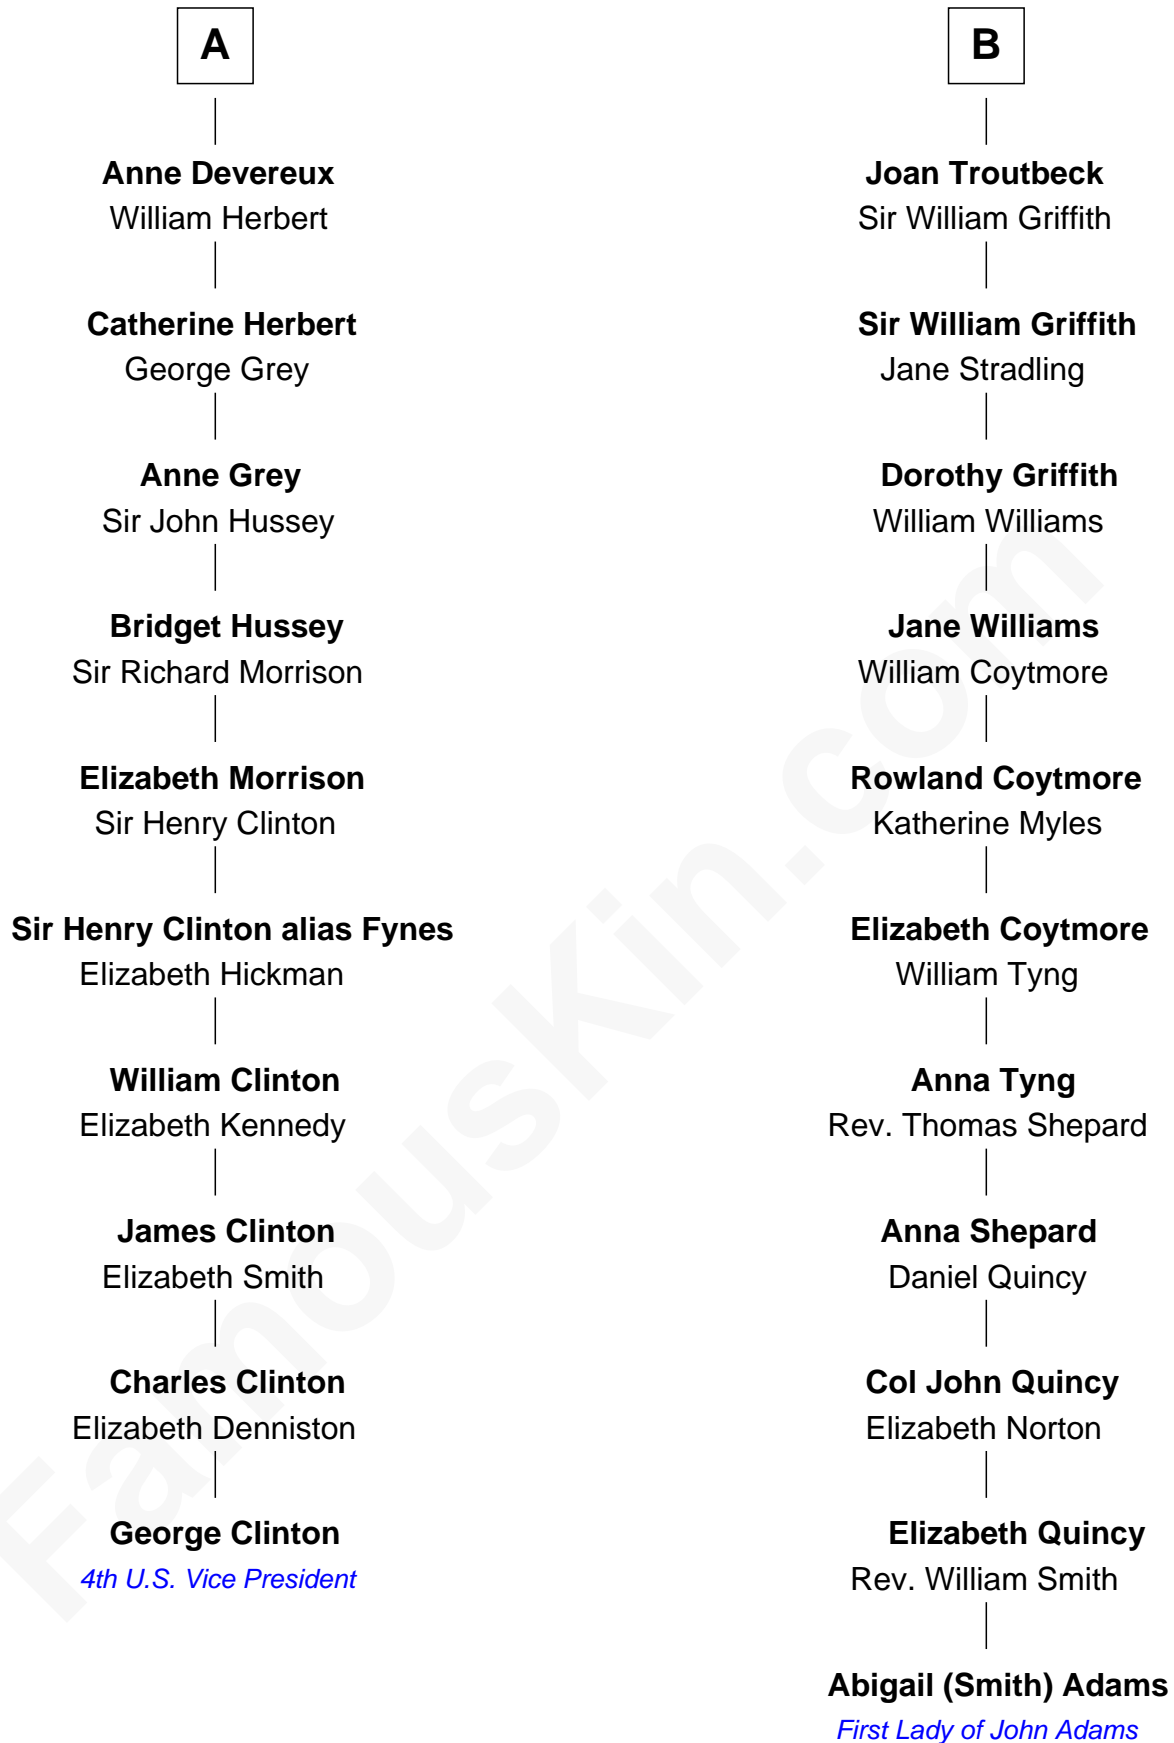 A
Anne Devereux
William Herbert
Catherine Herbert
George Grey
Anne Grey
Sir John Hussey
Bridget Hussey
Sir Richard Morrison
Elizabeth Morrison
Sir Henry Clinton
Sir Henry Clinton alias Fynes
Elizabeth Hickman
William Clinton
Elizabeth Kennedy
James Clinton
Elizabeth Smith
Charles Clinton
Elizabeth Denniston
George Clinton
4th U.S. Vice President
B
Joan Troutbeck
Sir William Griffith
Sir William Griffith
Jane Stradling
Dorothy Griffith
William Williams
Jane Williams
William Coytmore
Rowland Coytmore
Katherine Myles
Elizabeth Coytmore
William Tyng
Anna Tyng
Rev. Thomas Shepard
Anna Shepard
Daniel Quincy
Col John Quincy
Elizabeth Norton
Elizabeth Quincy
Rev. William Smith
Abigail (Smith) Adams
First Lady of John Adams
FamousKin.com